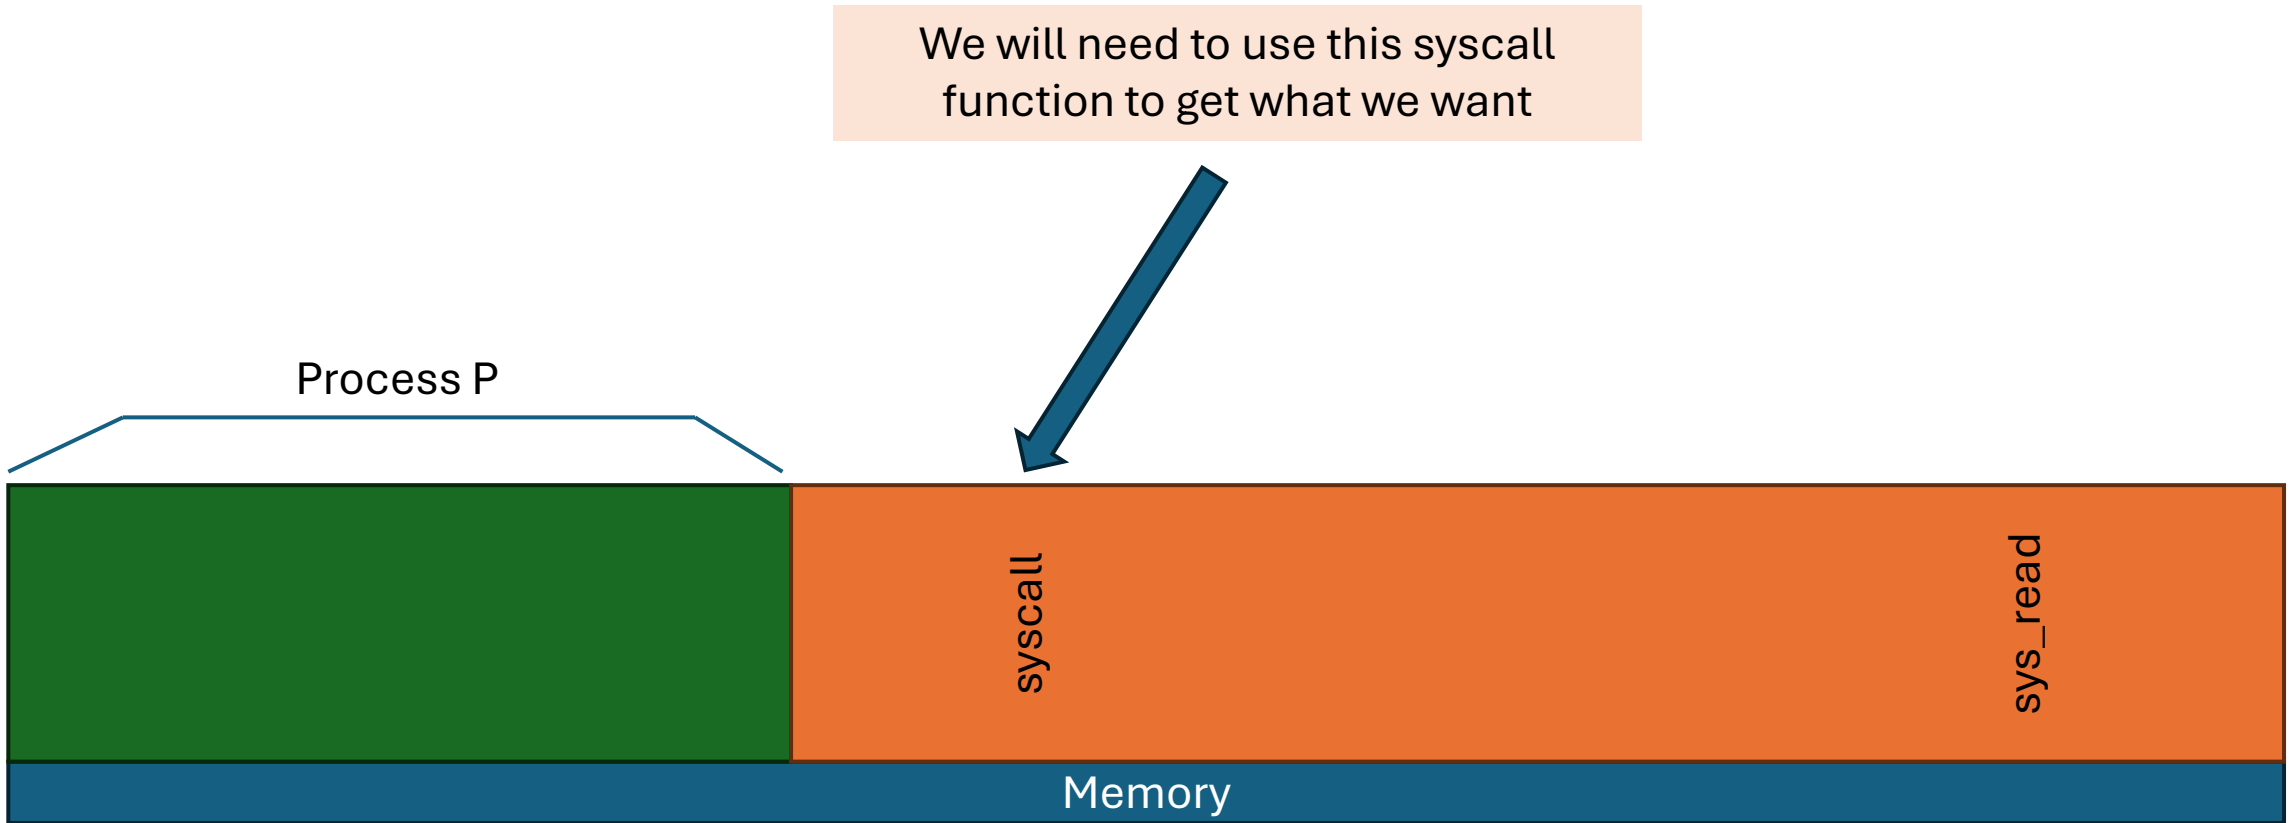 We will need to use this syscall
function to get what we want
Process P
syscall
sys_read
Memory